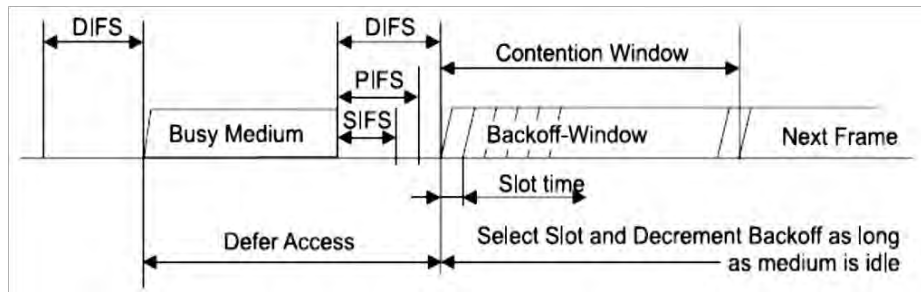 DIFS
DIFS
Contention Window
PIFS
SIFS
Busy Medium
Backoff-Window
Next Frame
Slot time
Defer Access
Select Slot and Decrement Backoff as long
as medium is idle